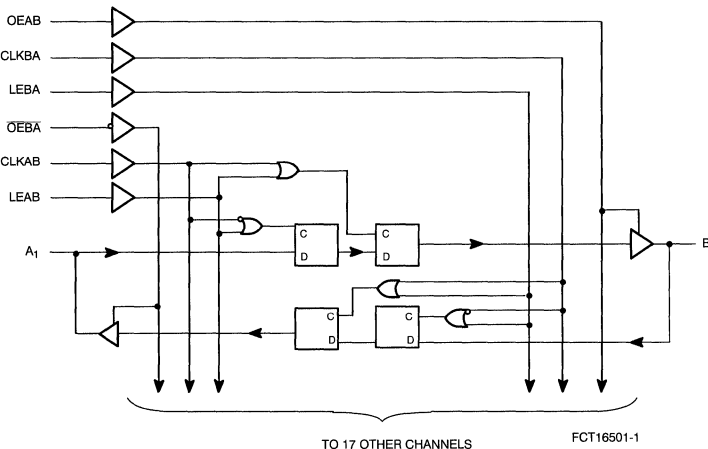 OEAB
CLKBA
LEBA
OEBA
CLKAB
LEAB
C
D
C
D
A1
B
C
D
C
D
TO 17 OTHER CHANNELS
FCT16501-1